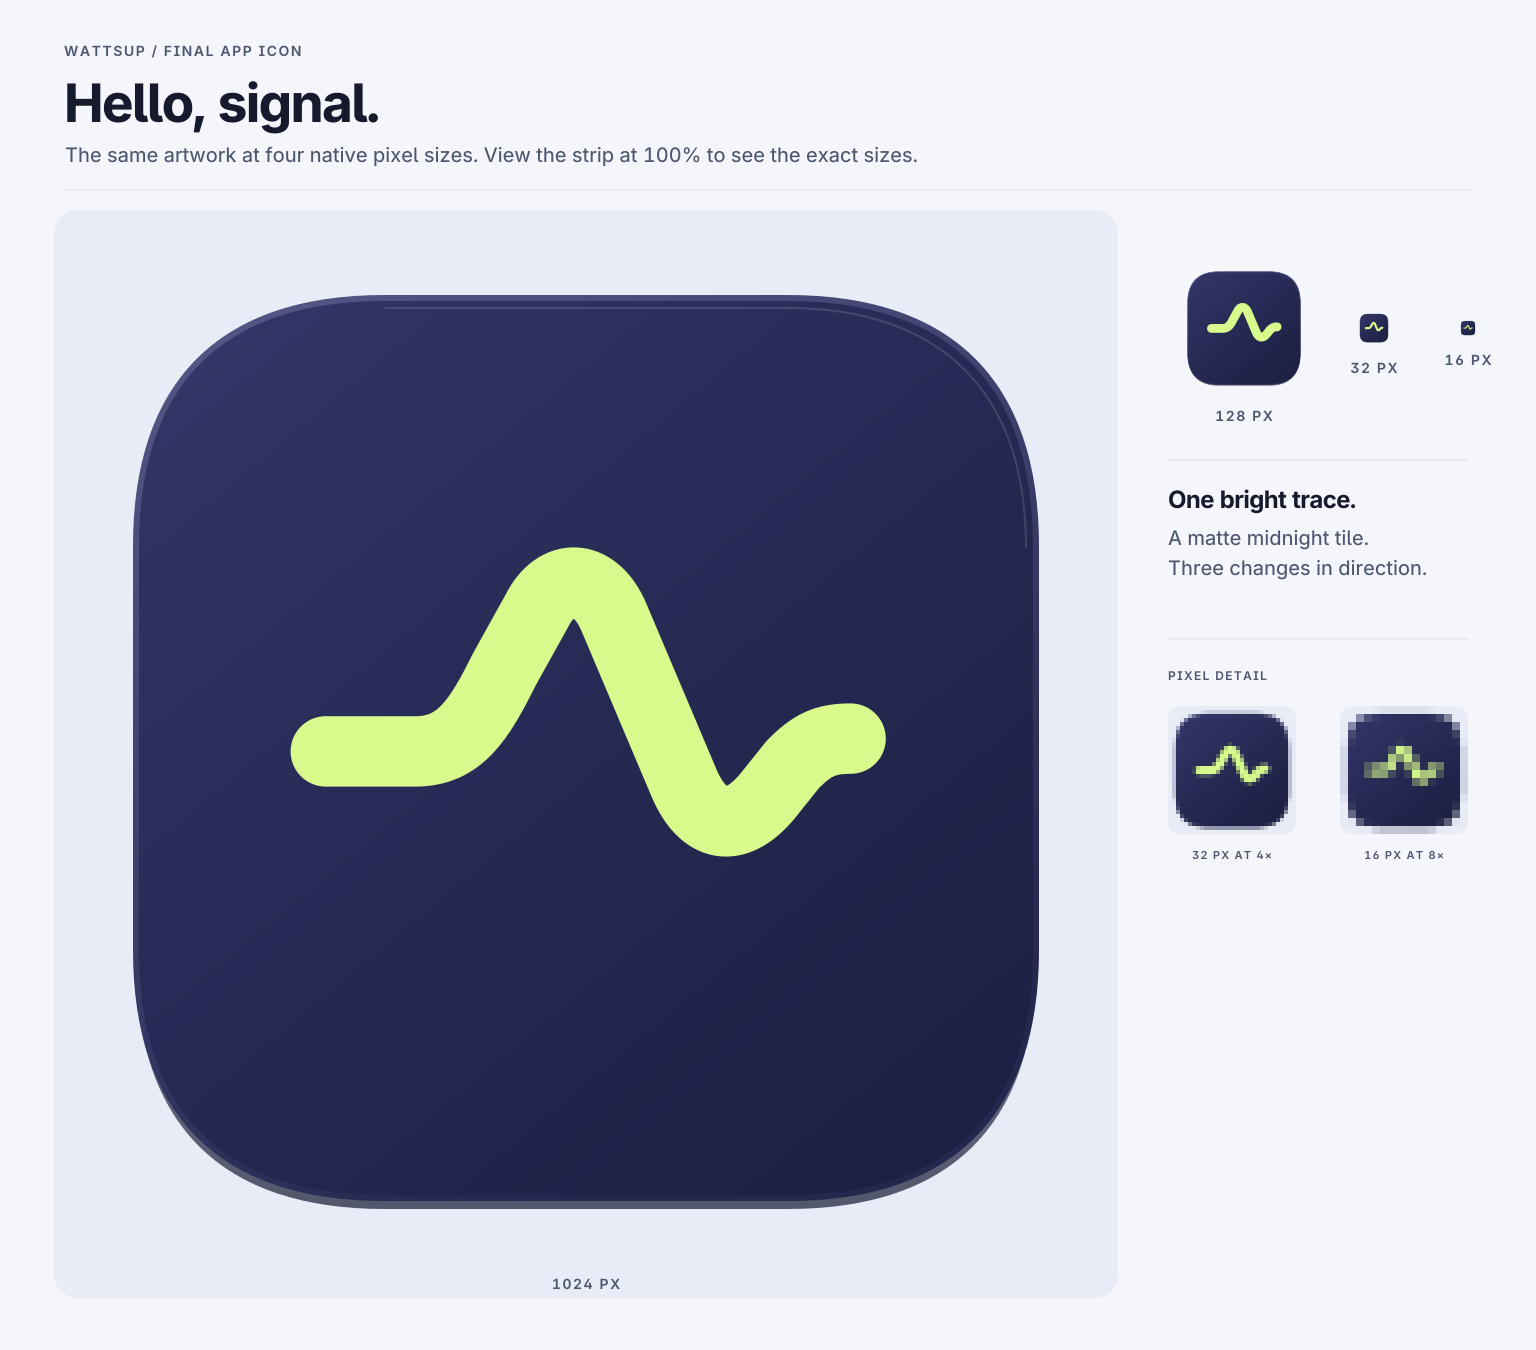 WATTSUP / FINAL APP ICON
Hello, signal.
The same artwork at four native pixel sizes. View the strip at 100% to see the exact sizes.
1024 PX
128 PX
32 PX
16 PX
One bright trace.
A matte midnight tile.
Three changes in direction.
PIXEL DETAIL
32 PX AT 4×
16 PX AT 8×